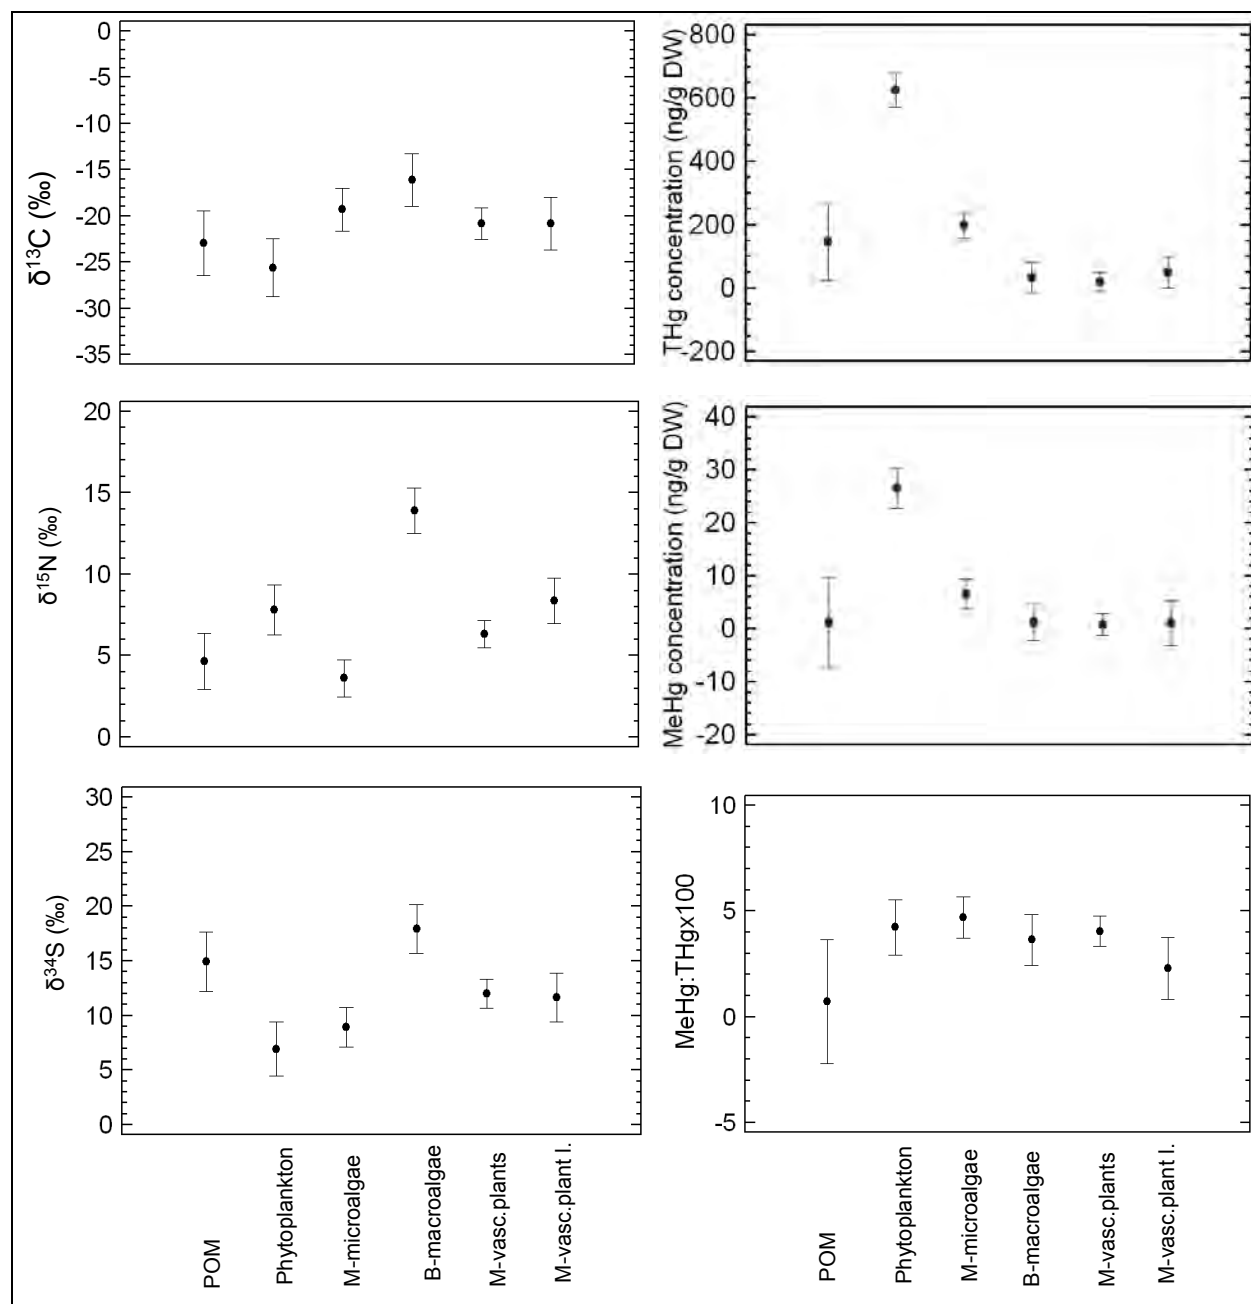 δ¹³C (‰)
0
-5
-10
-15
-20
-25
-30
-35
THg concentration (ng/g DW)
800
600
400
200
0
-200
δ¹⁵N (‰)
20
15
10
5
0
MeHg concentration (ng/g DW)
40
30
20
10
0
-10
-20
δ³⁴S (‰)
30
25
20
15
10
5
0
POM
Phytoplankton
M-microalgae
B-macroalgae
M-vasc.plants
M-vasc.plant l.
MeHg:THgx100
10
5
0
-5
POM
Phytoplankton
M-microalgae
B-macroalgae
M-vasc.plants
M-vasc.plant l.